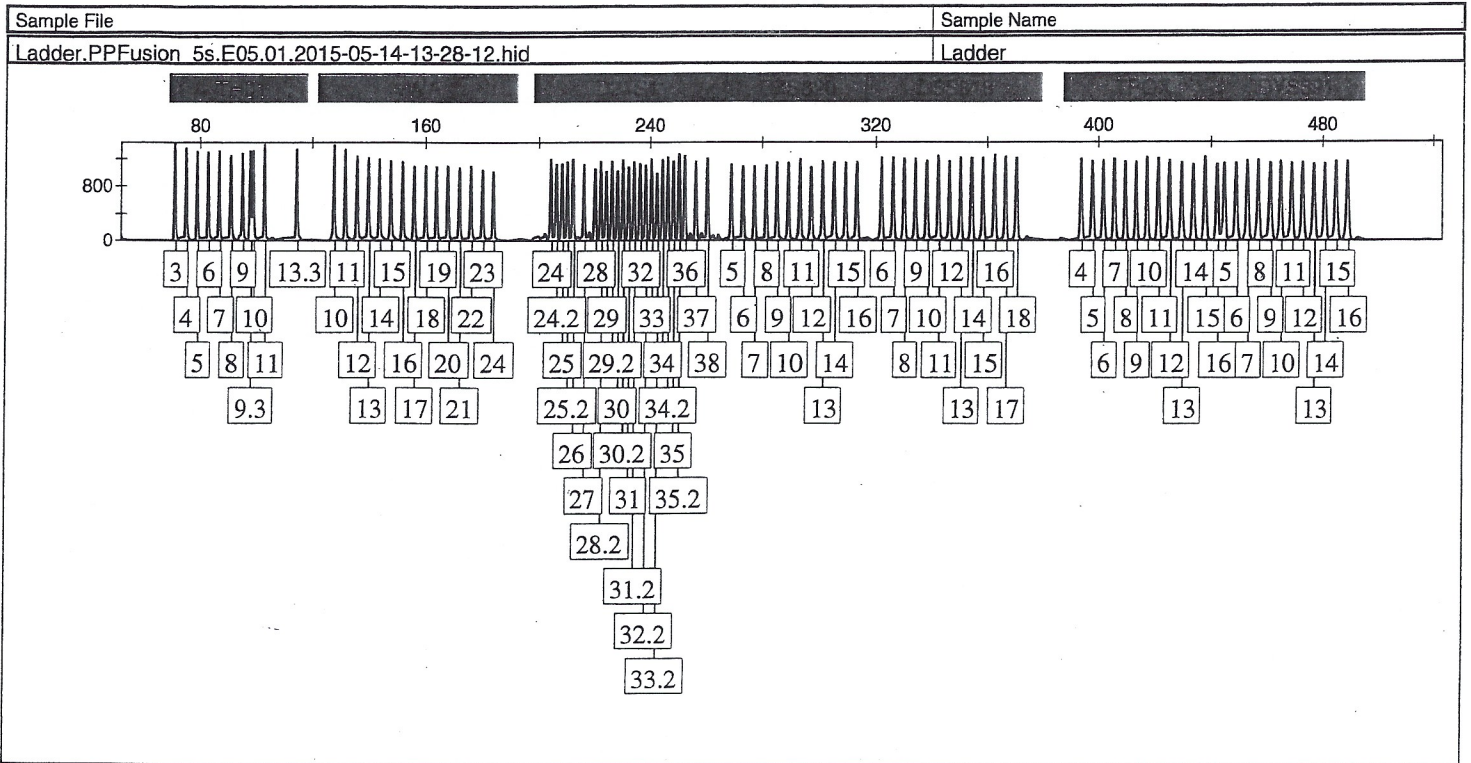 Sample File Sample Name
Ladder.PPFusion_5s.E05.01.2015-05-14-13-28-12.hid Ladder
80 160 240 320 400 480
800
0
3 6 9 13.3 11 15 19 23 24 28 32 36 5 8 11 15 6 9 12 16 4 7 10 14 5 8 11 15
4 7 10 10 14 18 22 24.2 29 33 37 6 9 12 16 7 10 14 18 5 8 11 15 6 9 12 16
5 8 11 12 16 20 24 25 29.2 34 38 7 10 14 8 11 15 6 9 12 16 7 10 14
9.3 13 17 21 25.2 30 34.2 13 13 17 13 13
26 30.2 35
27 31 35.2
28.2
31.2
32.2
33.2